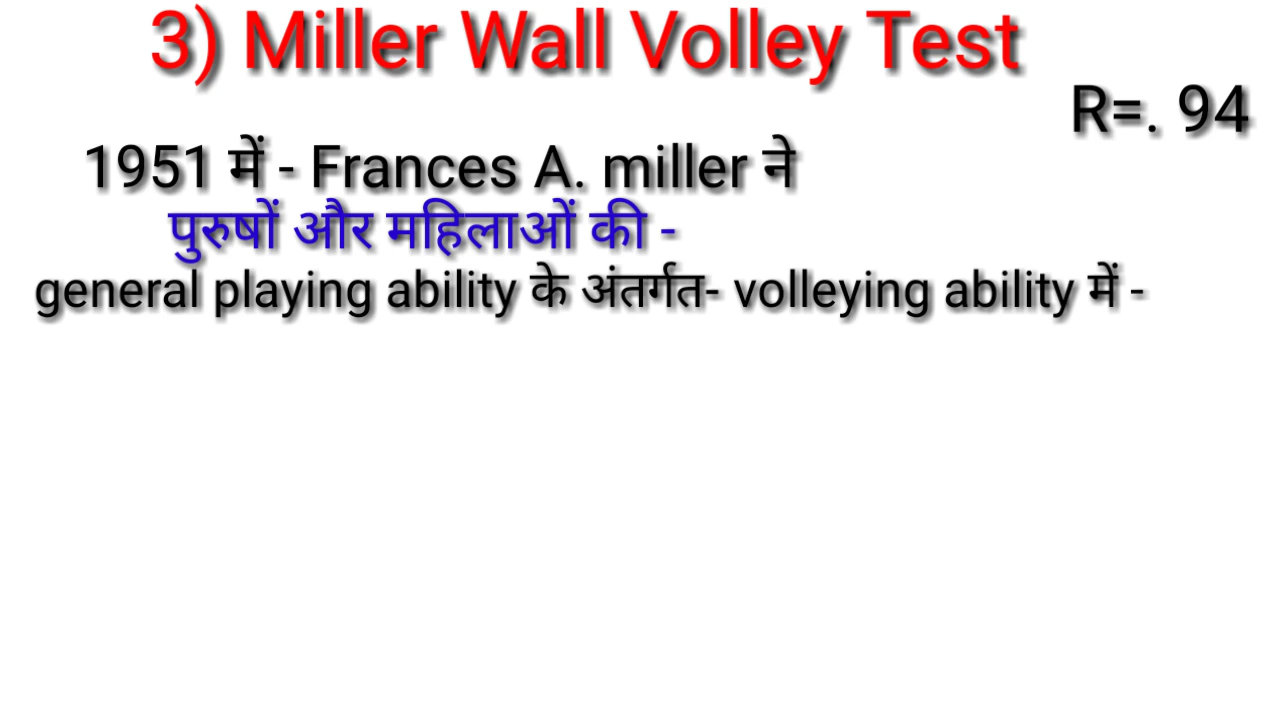 3) Miller Wall Volley Test
R=. 94
1951 में - Frances A. miller ने
पुरुषों और महिलाओं की -
general playing ability के अंतर्गत- volleying ability में -